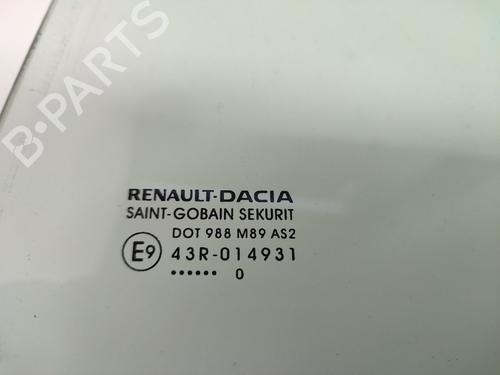 B-PARTS
RENAULT-DACIA
SAINT-GOBAIN SEKURIT
DOT 988 M89 AS2
E9 43R-014931
...... 0